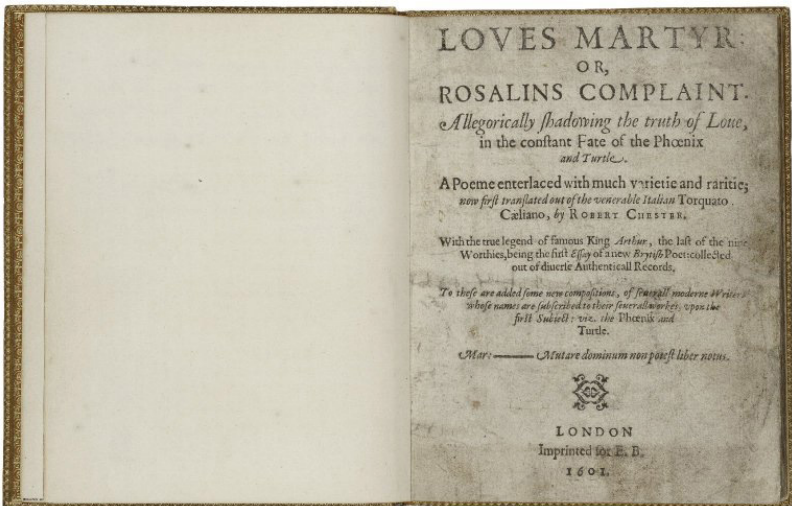 LOVES MARTYR:
OR,
ROSALINS COMPLAINT.
Allegorically ſhadowing the truth of Loue,
in the conſtant Fate of the Phœnix
and Turtle.
A Poeme enterlaced with much varietie and raritie;
now firſt tranſlated out of the venerable Italian Torquato
Cæliano, by ROBERT CHESTER.
With the true legend of famous King Arthur, the laſt of the nine
Worthies, being the firſt Eſſay of a new Brytiſh Poet: collected
out of diuerſe Authenticall Records.
To theſe are added ſome new compoſitions, of ſeuerall moderne Writers
whoſe names are ſubſcribed to their ſeuerall workes, vpon the
firſt Subiect: viz. the Phœnix and
Turtle.
Mar: —— Mutare dominum non poteſt liber notus.
LONDON
Imprinted for E. B.
1601.